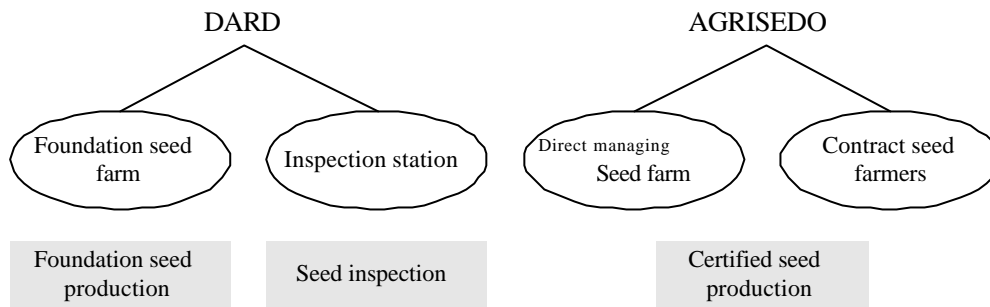 DARD
AGRISEDO
Foundation seed
farm
Inspection station
Direct managing
Seed farm
Contract seed
farmers
Foundation seed
production
Seed inspection
Certified seed
production